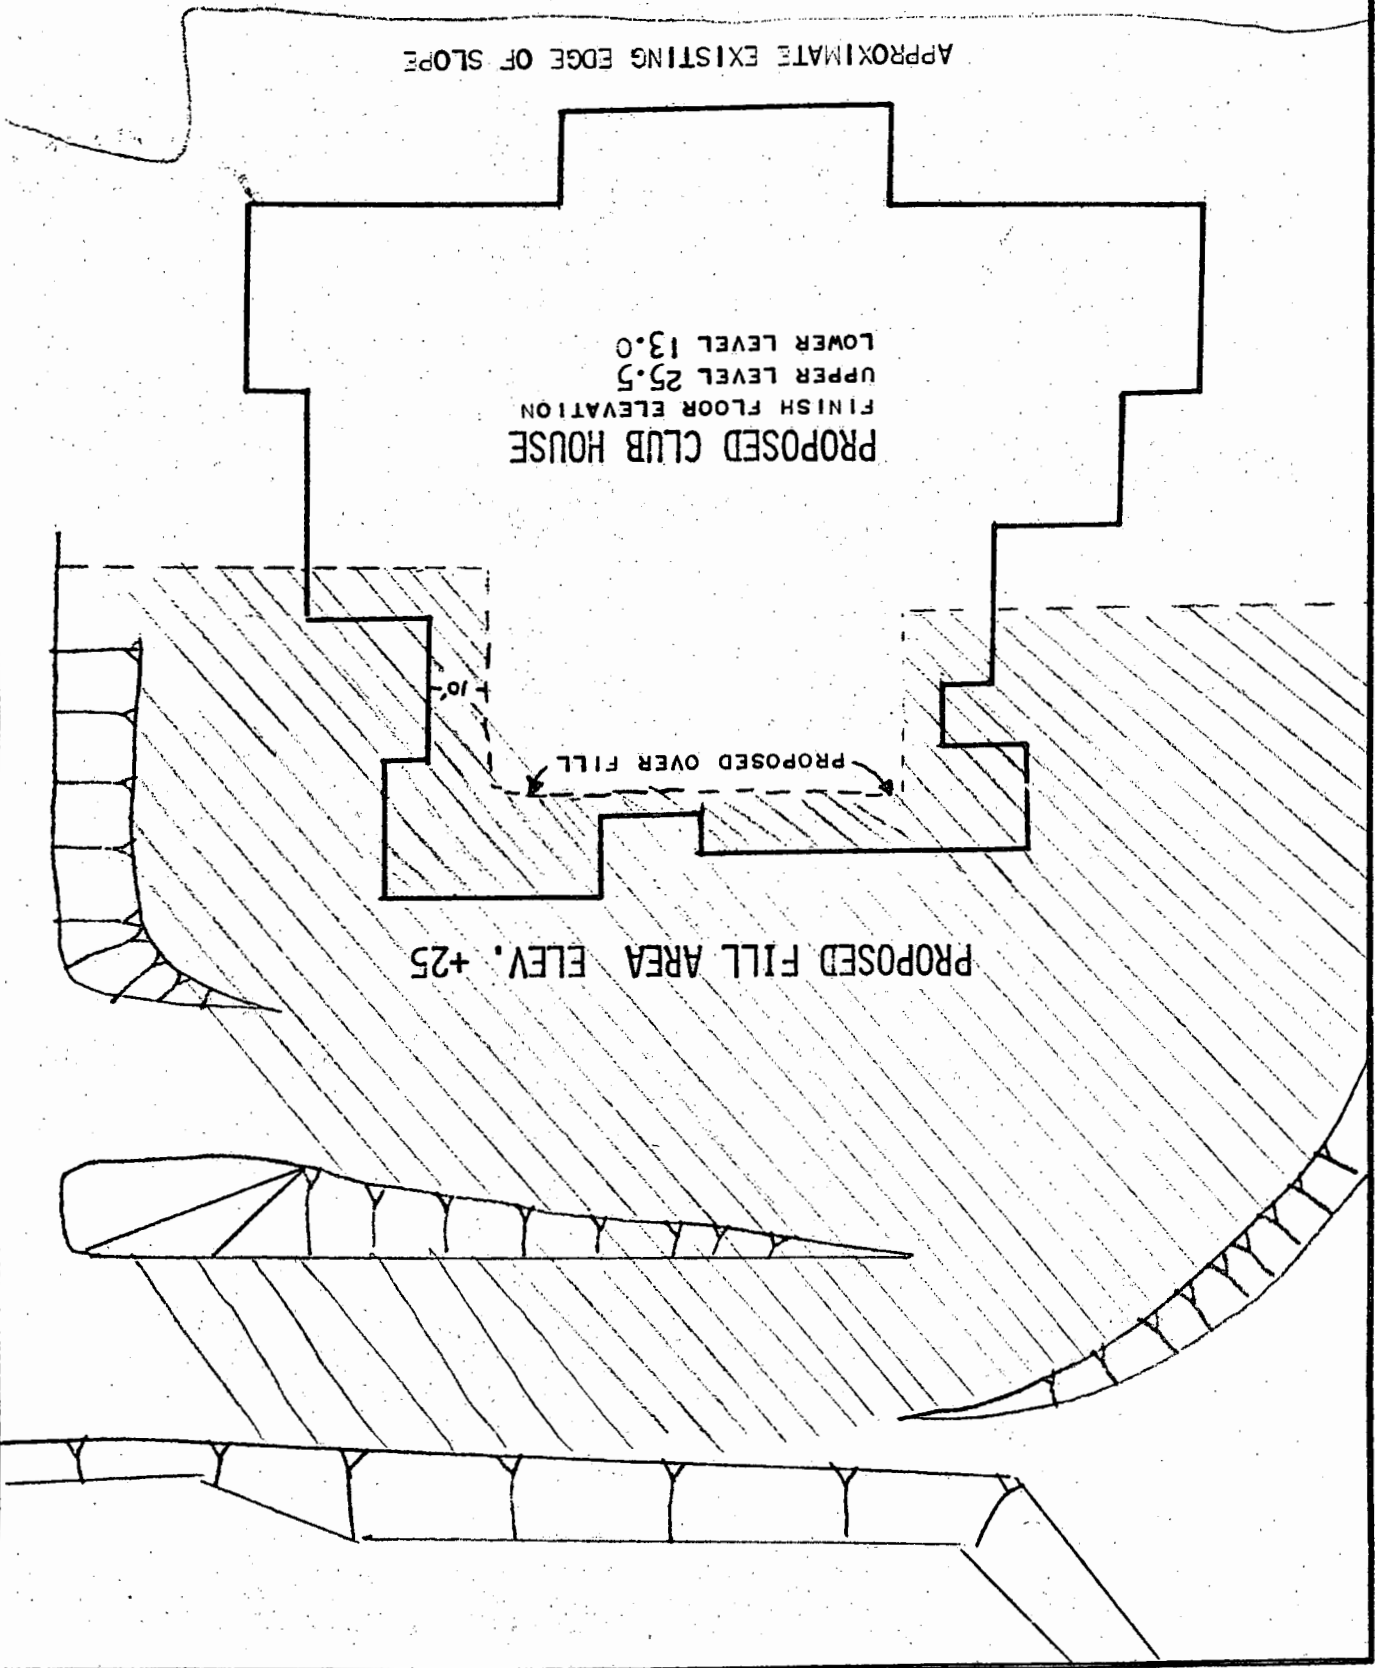 PROPOSED FILL AREA ELEV. +25
PROPOSED OVER FILL
10'
PROPOSED CLUB HOUSE
FINISH FLOOR ELEVATION
UPPER LEVEL 25.5
LOWER LEVEL 13.0
APPROXIMATE EXISTING EDGE OF SLOPE